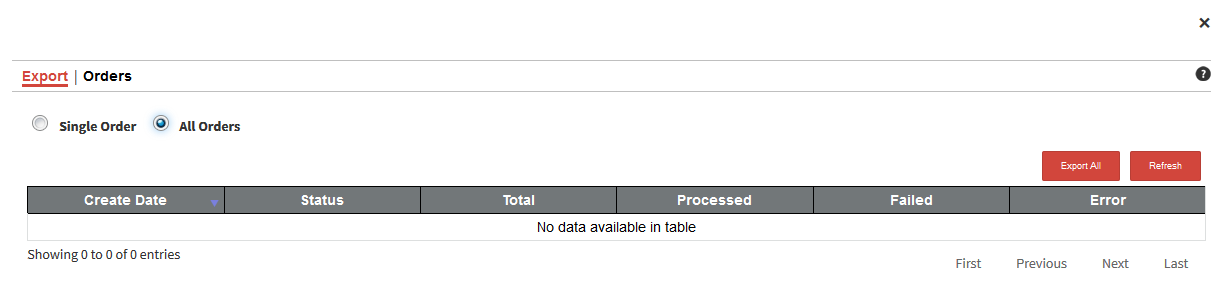 ×
Export | Orders
?
Single Order All Orders
Export All Refresh
Create Date Status Total Processed Failed Error
No data available in table
Showing 0 to 0 of 0 entries
First Previous Next Last